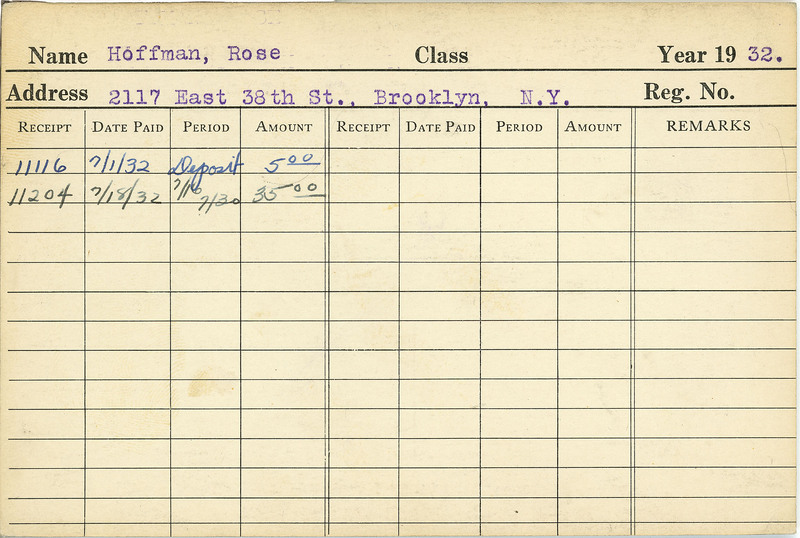 Name Hoffman, Rose Class Year 19 32.
Address 2117 East 38th St., Brooklyn, N.Y. Reg. No.
RECEIPT DATE PAID PERIOD AMOUNT RECEIPT DATE PAID PERIOD AMOUNT REMARKS
11116 7/1/32 Deposit 5 00
11204 7/18/32 7/16 7/30 35 00